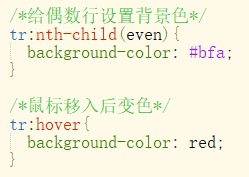 /*给偶数行设置背景色*/
tr:nth-child(even){
background-color: #bfa;
}
/*鼠标移入后变色*/
tr:hover{
background-color: red;
}